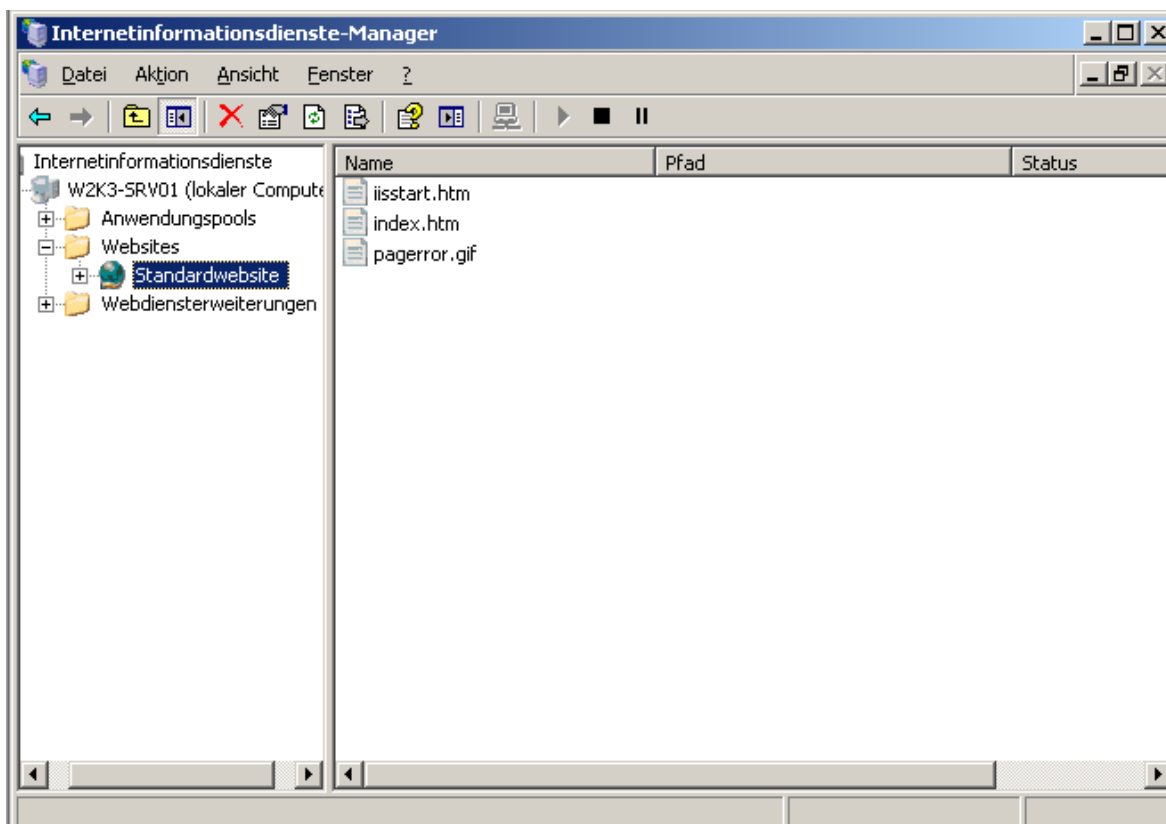 Internetinformationsdienste-Manager
Datei Aktion Ansicht Fenster ?
Internetinformationsdienste
W2K3-SRV01 (lokaler Compute
Anwendungspools
Websites
Standardwebsite
Webdiensterweiterungen
Name Pfad Status
iisstart.htm
index.htm
pagerror.gif